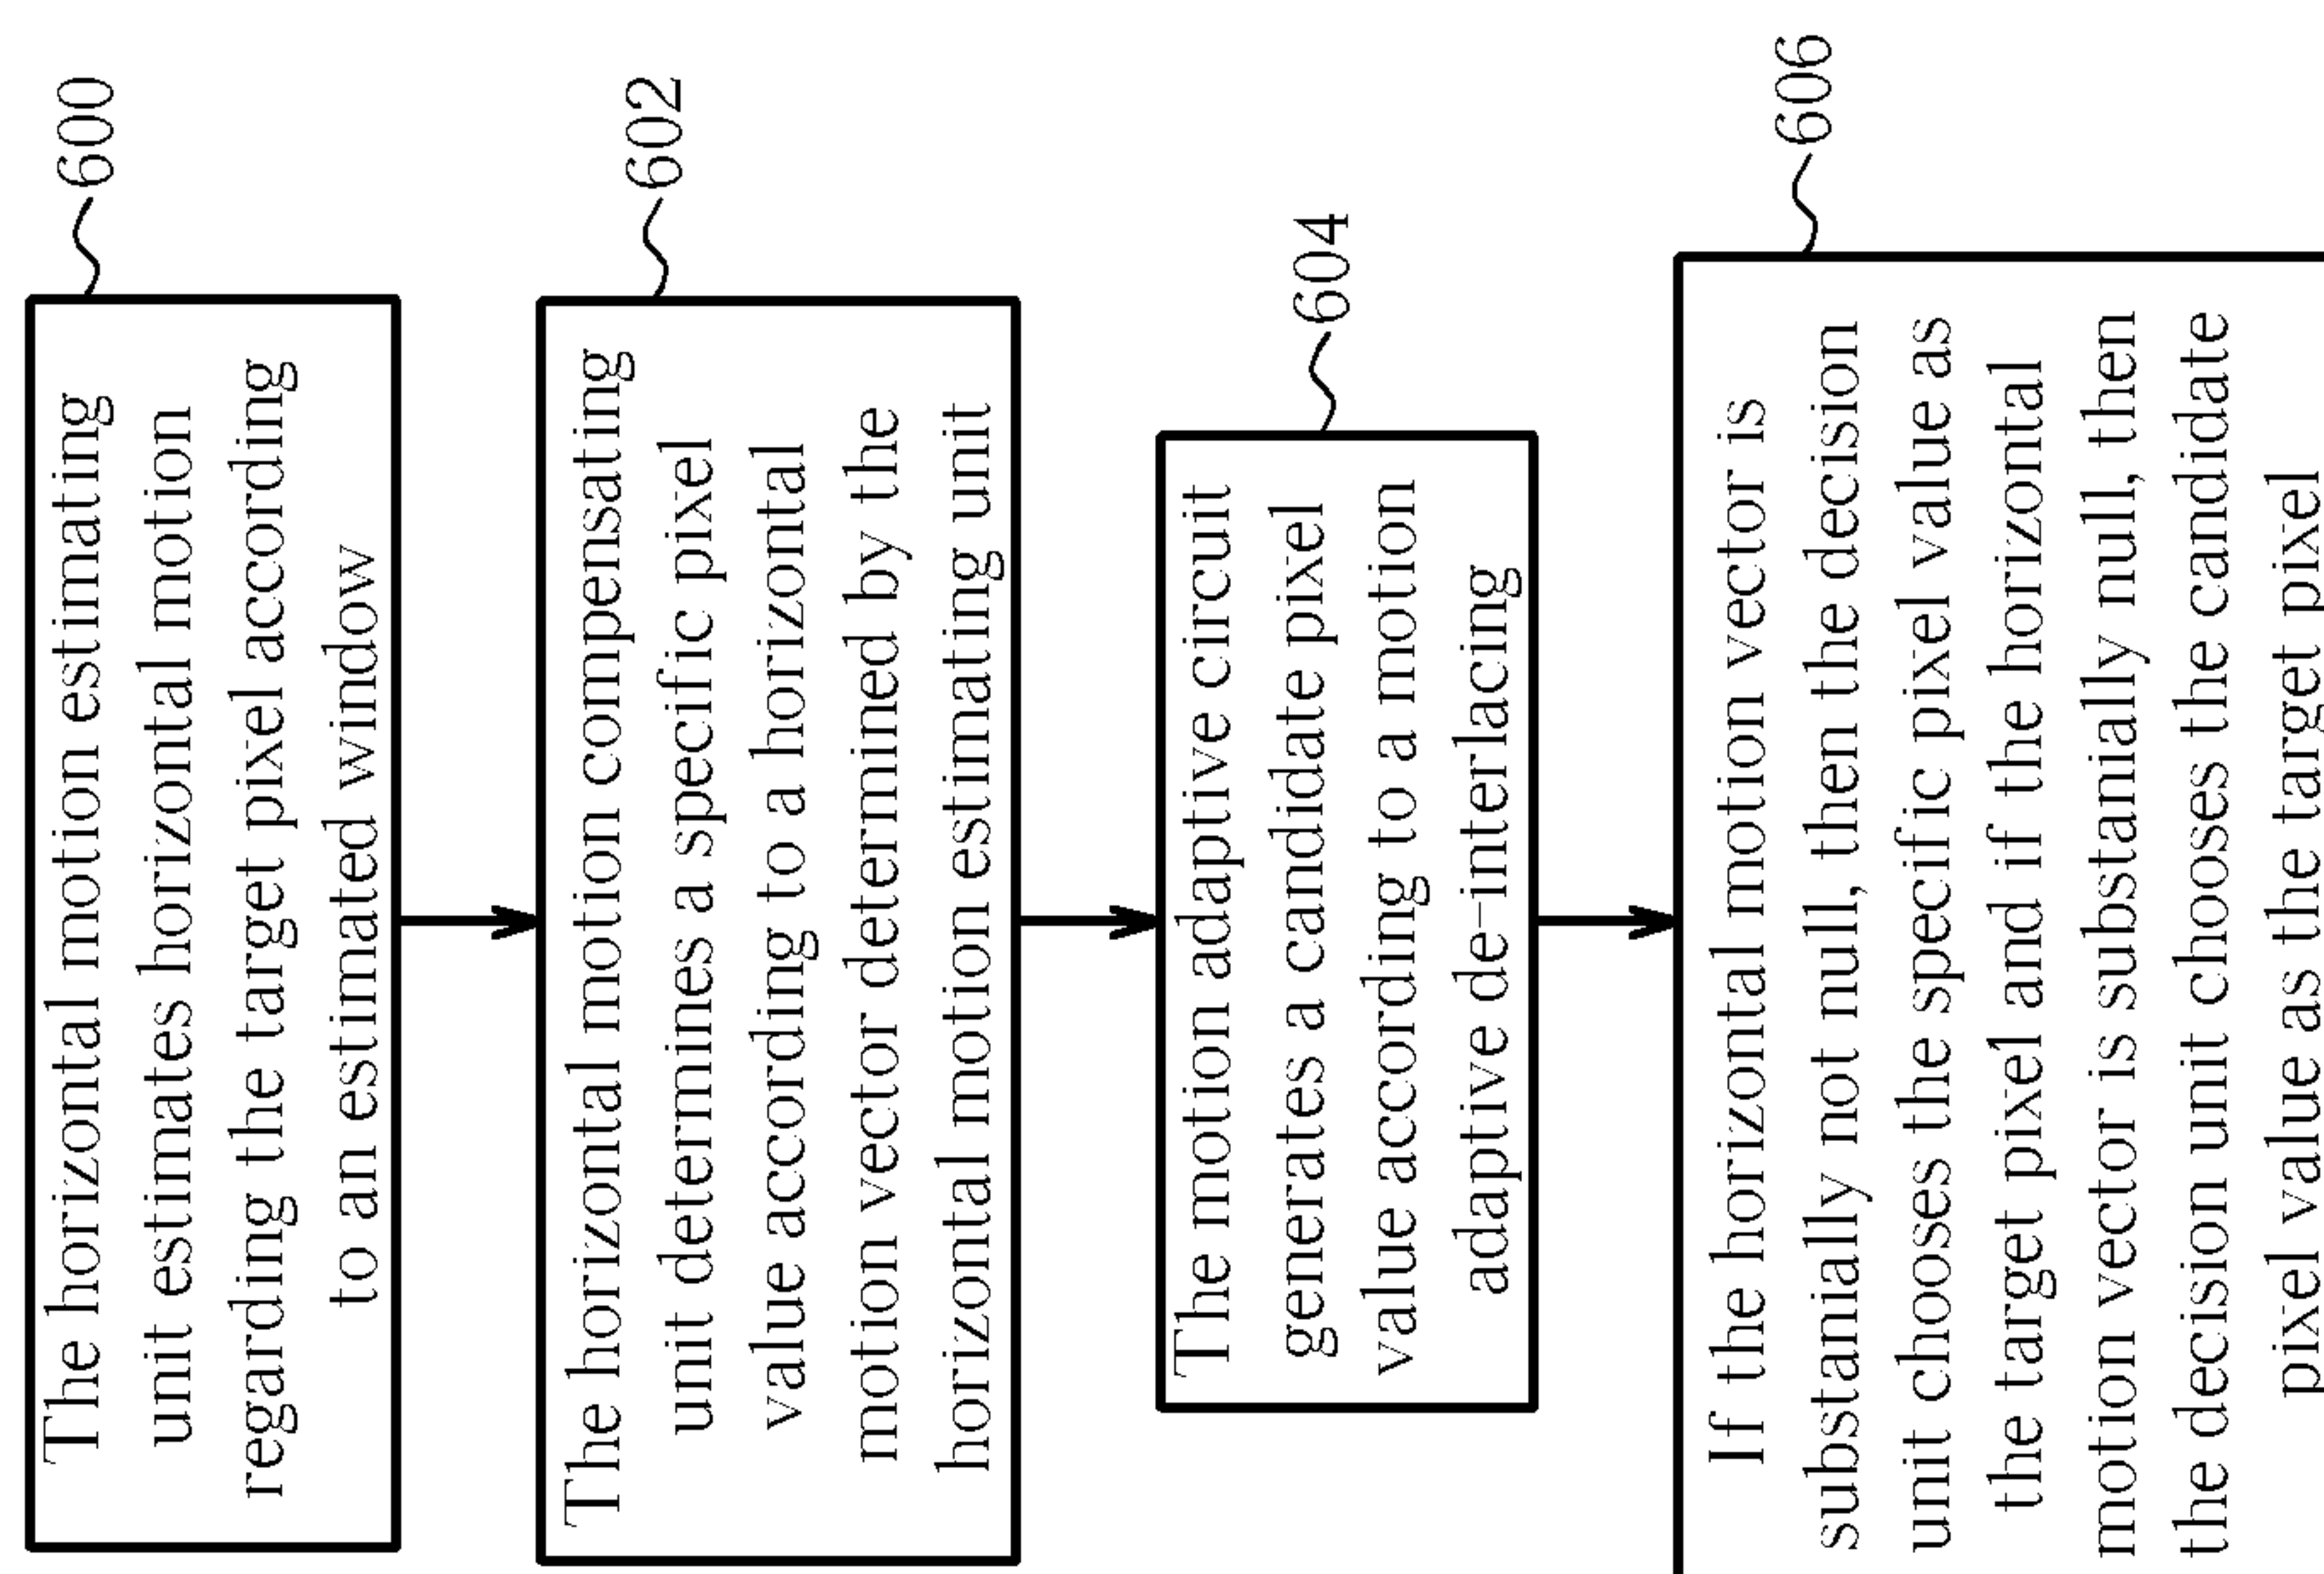 600
The horizontal motion estimating
unit estimates horizontal motion
regarding the target pixel according
to an estimated window
602
The horizontal motion compensating
unit determines a specific pixel
value according to a horizontal
motion vector determined by the
horizontal motion estimating unit
604
The motion adaptive circuit
generates a candidate pixel
value according to a motion
adaptive de-interlacing
606
If the horizontal motion vector is
substanially not null, then the decision
unit chooses the specific pixel value as
the target pixel and if the horizontal
motion vector is substanially null, then
the decision unit chooses the candidate
pixel value as the target pixel